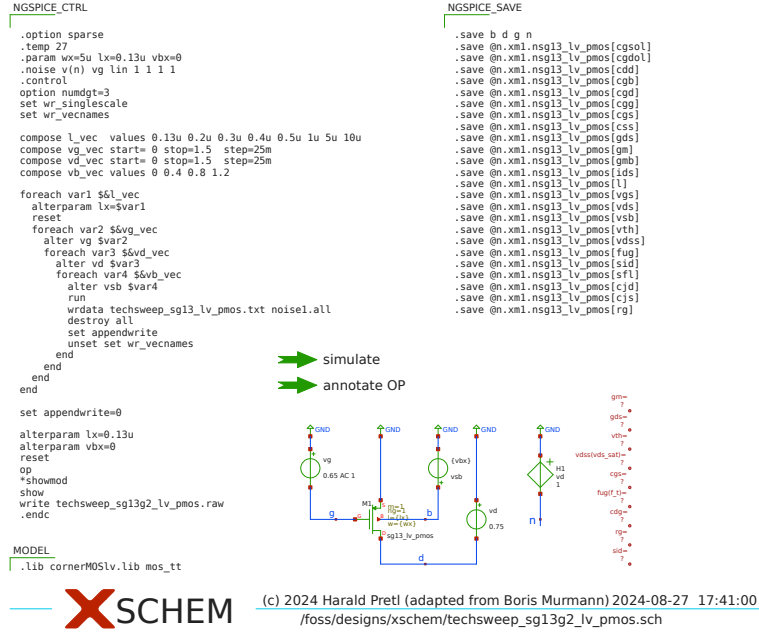 NGSPICE_CTRL
.option sparse
.temp 27
.param wx=5u lx=0.13u vbx=0
.noise v(n) vg lin 1 1 1 1
.control
option numdgt=3
set wr_singlescale
set wr_vecnames
compose l_vec  values 0.13u 0.2u 0.3u 0.4u 0.5u 1u 5u 10u
compose vg_vec start= 0 stop=1.5  step=25m
compose vd_vec start= 0 stop=1.5  step=25m
compose vb_vec values 0 0.4 0.8 1.2
foreach var1 $&l_vec
alterparam lx=$var1
reset
foreach var2 $&vg_vec
alter vg $var2
foreach var3 $&vd_vec
alter vd $var3
foreach var4 $&vb_vec
alter vsb $var4
run
wrdata techsweep_sg13_lv_pmos.txt noise1.all
destroy all
set appendwrite
unset set wr_vecnames
end
end
end
end
set appendwrite=0
alterparam lx=0.13u
alterparam vbx=0
reset
op
*showmod
show
write techsweep_sg13g2_lv_pmos.raw
.endc
MODEL
.lib cornerMOSlv.lib mos_tt
NGSPICE_SAVE
.save b d g n
.save @n.xm1.nsg13_lv_pmos[cgsol]
.save @n.xm1.nsg13_lv_pmos[cgdol]
.save @n.xm1.nsg13_lv_pmos[cdd]
.save @n.xm1.nsg13_lv_pmos[cgb]
.save @n.xm1.nsg13_lv_pmos[cgd]
.save @n.xm1.nsg13_lv_pmos[cgg]
.save @n.xm1.nsg13_lv_pmos[cgs]
.save @n.xm1.nsg13_lv_pmos[css]
.save @n.xm1.nsg13_lv_pmos[gds]
.save @n.xm1.nsg13_lv_pmos[gm]
.save @n.xm1.nsg13_lv_pmos[gmb]
.save @n.xm1.nsg13_lv_pmos[ids]
.save @n.xm1.nsg13_lv_pmos[l]
.save @n.xm1.nsg13_lv_pmos[vgs]
.save @n.xm1.nsg13_lv_pmos[vds]
.save @n.xm1.nsg13_lv_pmos[vsb]
.save @n.xm1.nsg13_lv_pmos[vth]
.save @n.xm1.nsg13_lv_pmos[vdss]
.save @n.xm1.nsg13_lv_pmos[fug]
.save @n.xm1.nsg13_lv_pmos[sid]
.save @n.xm1.nsg13_lv_pmos[sfl]
.save @n.xm1.nsg13_lv_pmos[cjd]
.save @n.xm1.nsg13_lv_pmos[cjs]
.save @n.xm1.nsg13_lv_pmos[rg]
simulate
annotate OP
GND
GND
GND
GND
GND
vg
0.65 AC 1
{vbx}
vsb
H1
vd
1
M1
S
m=1
ng=1
l={lx}
w={wx}
G
B
D
sg13_lv_pmos
g
b
d
vd
0.75
n
gm=
?
gds=
?
vth=
?
vdss(vds_sat)=
?
cgs=
?
fug(f_t)=
?
cdg=
?
rg=
?
sid=
?
XSCHEM
(c) 2024 Harald Pretl (adapted from Boris Murmann) 2024-08-27  17:41:00
/foss/designs/xschem/techsweep_sg13g2_lv_pmos.sch